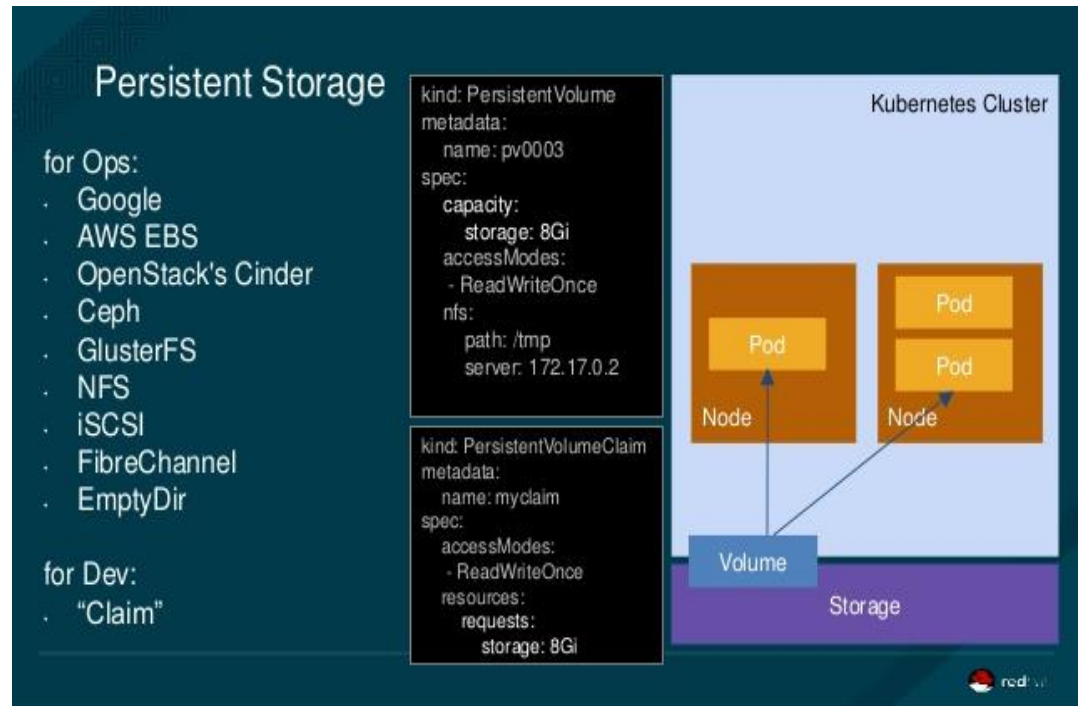 Persistent Storage
for Ops:
· Google
· AWS EBS
· OpenStack's Cinder
· Ceph
· GlusterFS
· NFS
· iSCSI
· FibreChannel
· EmptyDir
for Dev:
· “Claim”
kind: PersistentVolume
metadata:
name: pv0003
spec:
capacity:
storage: 8Gi
accessModes:
- ReadWriteOnce
nfs:
path: /tmp
server: 172.17.0.2
kind: PersistentVolumeClaim
metadata:
name: myclaim
spec:
accessModes:
- ReadWriteOnce
resources:
requests:
storage: 8Gi
Kubernetes Cluster
Pod
Node
Pod
Pod
Node
Volume
Storage